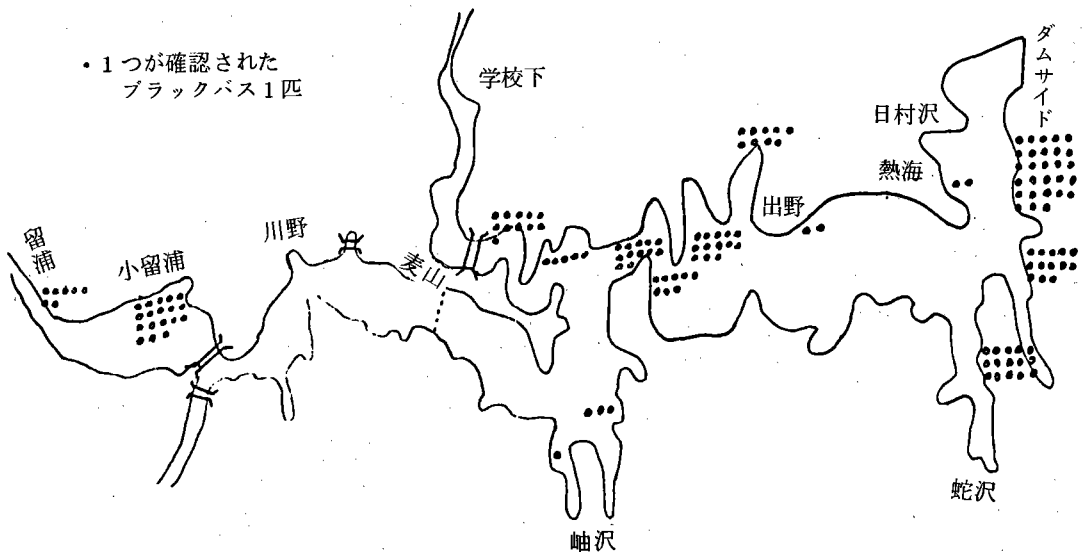 ・1つが確認された
ブラックバス1匹
学校下
ダムサイド
日村沢
熱海
出野
川野
麦山
留浦
小留浦
蛇沢
岫沢